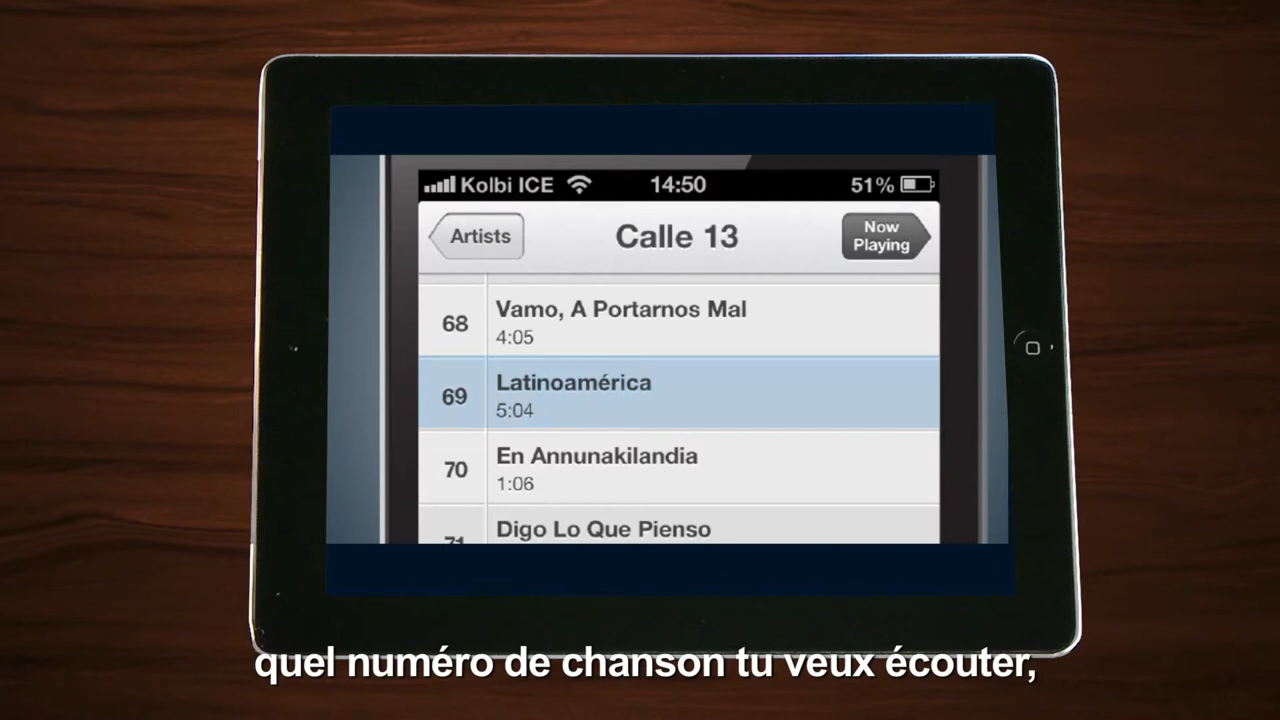 Kolbi ICE 14:50 51%
Artists Calle 13 Now Playing
68 Vamo, A Portarnos Mal
4:05
69 Latinoamérica
5:04
70 En Annunakilandia
1:06
71 Digo Lo Que Pienso
quel numéro de chanson tu veux écouter,